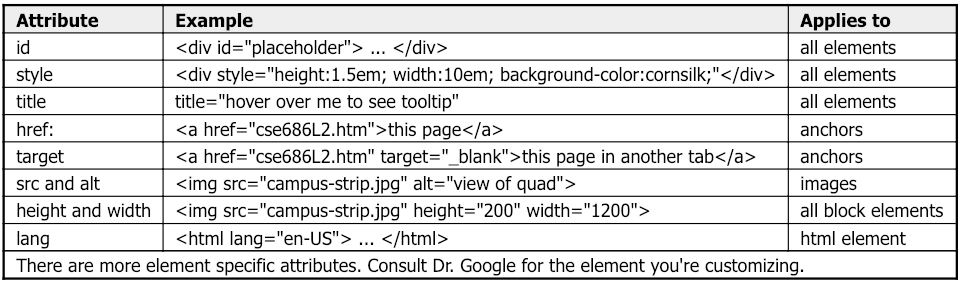 Attribute Example Applies to
id <div id="placeholder"> ... </div> all elements
style <div style="height:1.5em; width:10em; background-color:cornsilk;"</div> all elements
title title="hover over me to see tooltip" all elements
href: <a href="cse686L2.htm">this page</a> anchors
target <a href="cse686L2.htm" target="_blank">this page in another tab</a> anchors
src and alt <img src="campus-strip.jpg" alt="view of quad"> images
height and width <img src="campus-strip.jpg" height="200" width="1200"> all block elements
lang <html lang="en-US"> ... </html> html element
There are more element specific attributes. Consult Dr. Google for the element you're customizing.